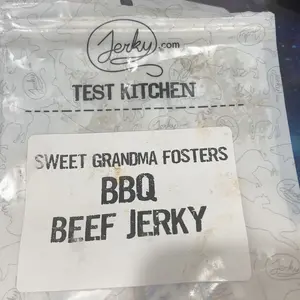 Jerky.com
TEST KITCHEN
SWEET GRANDMA FOSTERS
BBQ
BEEF JERKY